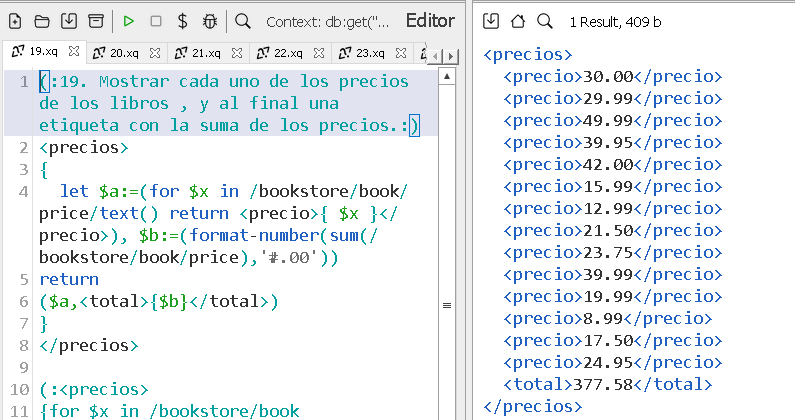 Context: db:get("... Editor
19.xq 20.xq 21.xq 22.xq 23.xq
1 (:19. Mostrar cada uno de los precios
de los libros , y al final una
etiqueta con la suma de los precios.:)
2 <precios>
3 {
4 let $a:=(for $x in /bookstore/book/
price/text() return <precio>{ $x }</
precio>), $b:=(format-number(sum(/
bookstore/book/price),'#.00'))
5 return
6 ($a,<total>{$b}</total>)
7 }
8 </precios>
9
10 (:<precios>
11 {for $x in /bookstore/book
1 Result, 409 b
<precios>
<precio>30.00</precio>
<precio>29.99</precio>
<precio>49.99</precio>
<precio>39.95</precio>
<precio>42.00</precio>
<precio>15.99</precio>
<precio>12.99</precio>
<precio>21.50</precio>
<precio>23.75</precio>
<precio>39.99</precio>
<precio>19.99</precio>
<precio>8.99</precio>
<precio>17.50</precio>
<precio>24.95</precio>
<total>377.58</total>
</precios>